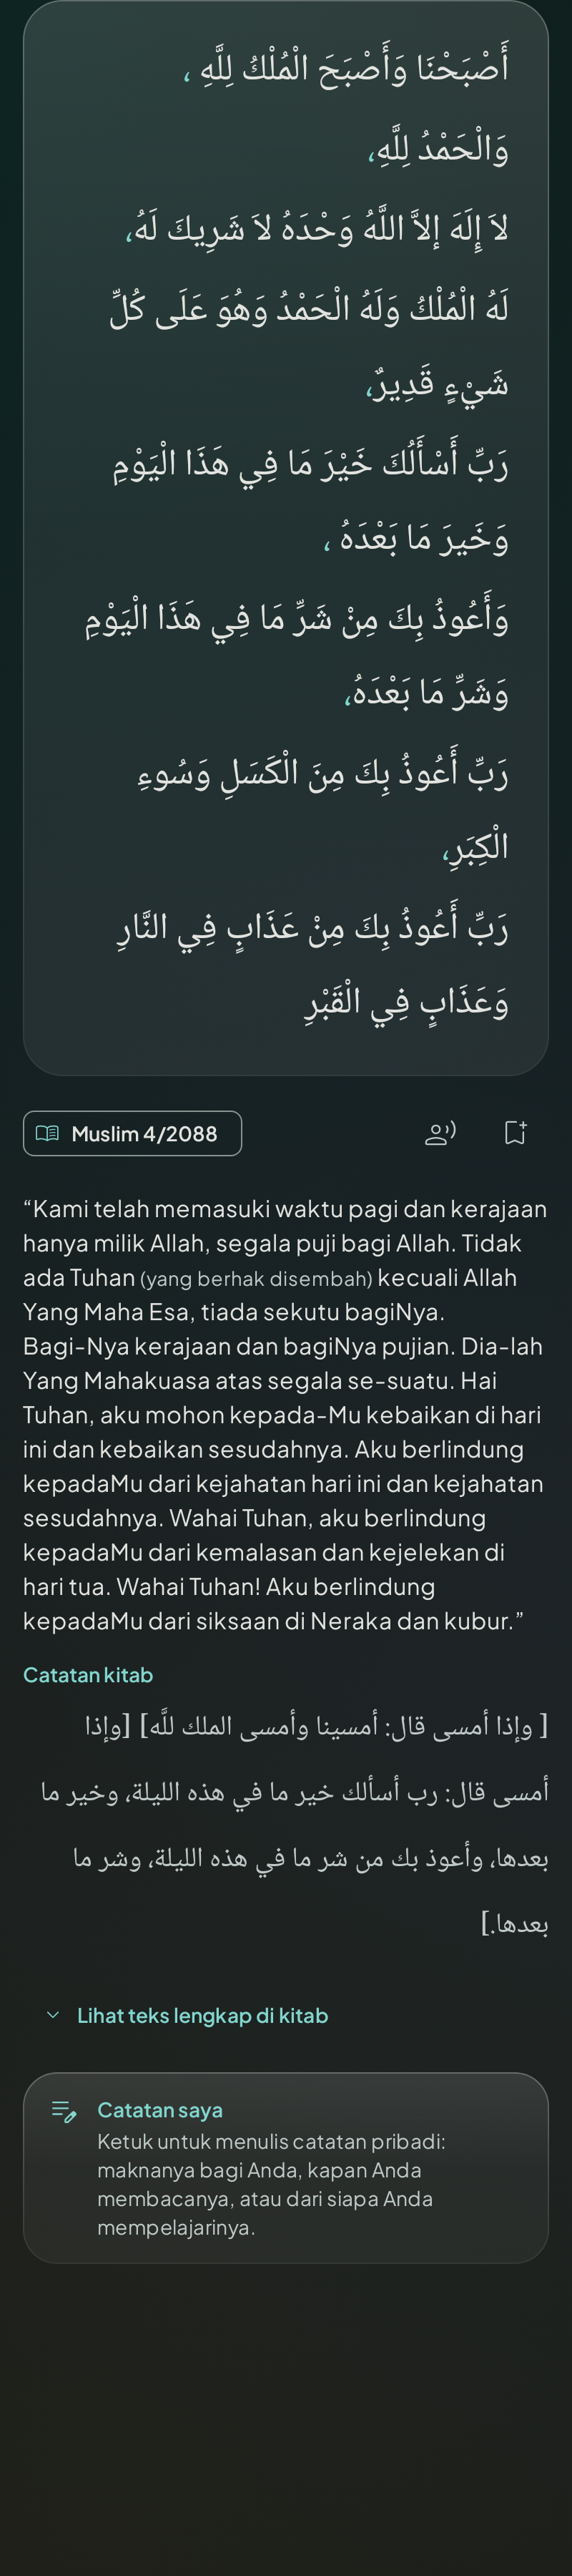 أَصْبَحْنَا وَأَصْبَحَ الْمُلْكُ لِلَّهِ ،
وَالْحَمْدُ لِلَّهِ،
لاَ إِلَهَ إلاَّ اللَّهُ وَحْدَهُ لاَ شَرِيكَ لَهُ،
لَهُ الْمُلْكُ وَلَهُ الْحَمْدُ وَهُوَ عَلَى كُلِّ
شَيْءٍ قَدِيرٌ،
رَبِّ أَسْأَلُكَ خَيْرَ مَا فِي هَذَا الْيَوْمِ
وَخَيرَ مَا بَعْدَهُ ،
وَأَعُوذُ بِكَ مِنْ شَرِّ مَا فِي هَذَا الْيَوْمِ
وَشَرِّ مَا بَعْدَهُ،
رَبِّ أَعُوذُ بِكَ مِنَ الْكَسَلِ وَسُوءِ
الْكِبَرِ،
رَبِّ أَعُوذُ بِكَ مِنْ عَذَابٍ فِي النَّارِ
وَعَذَابٍ فِي الْقَبْرِ
Muslim 4/2088
“Kami telah memasuki waktu pagi dan kerajaan
hanya milik Allah, segala puji bagi Allah. Tidak
ada Tuhan (yang berhak disembah) kecuali Allah
Yang Maha Esa, tiada sekutu bagiNya.
Bagi-Nya kerajaan dan bagiNya pujian. Dia-lah
Yang Mahakuasa atas segala se-suatu. Hai
Tuhan, aku mohon kepada-Mu kebaikan di hari
ini dan kebaikan sesudahnya. Aku berlindung
kepadaMu dari kejahatan hari ini dan kejahatan
sesudahnya. Wahai Tuhan, aku berlindung
kepadaMu dari kemalasan dan kejelekan di
hari tua. Wahai Tuhan! Aku berlindung
kepadaMu dari siksaan di Neraka dan kubur.”
Catatan kitab
[ وإذا أمسى قال: أمسينا وأمسى الملك للَّه] [وإذا
أمسى قال: رب أسألك خير ما في هذه الليلة، وخير ما
بعدها، وأعوذ بك من شر ما في هذه الليلة، وشر ما
بعدها.]
Lihat teks lengkap di kitab
Catatan saya
Ketuk untuk menulis catatan pribadi:
maknanya bagi Anda, kapan Anda
membacanya, atau dari siapa Anda
mempelajarinya.